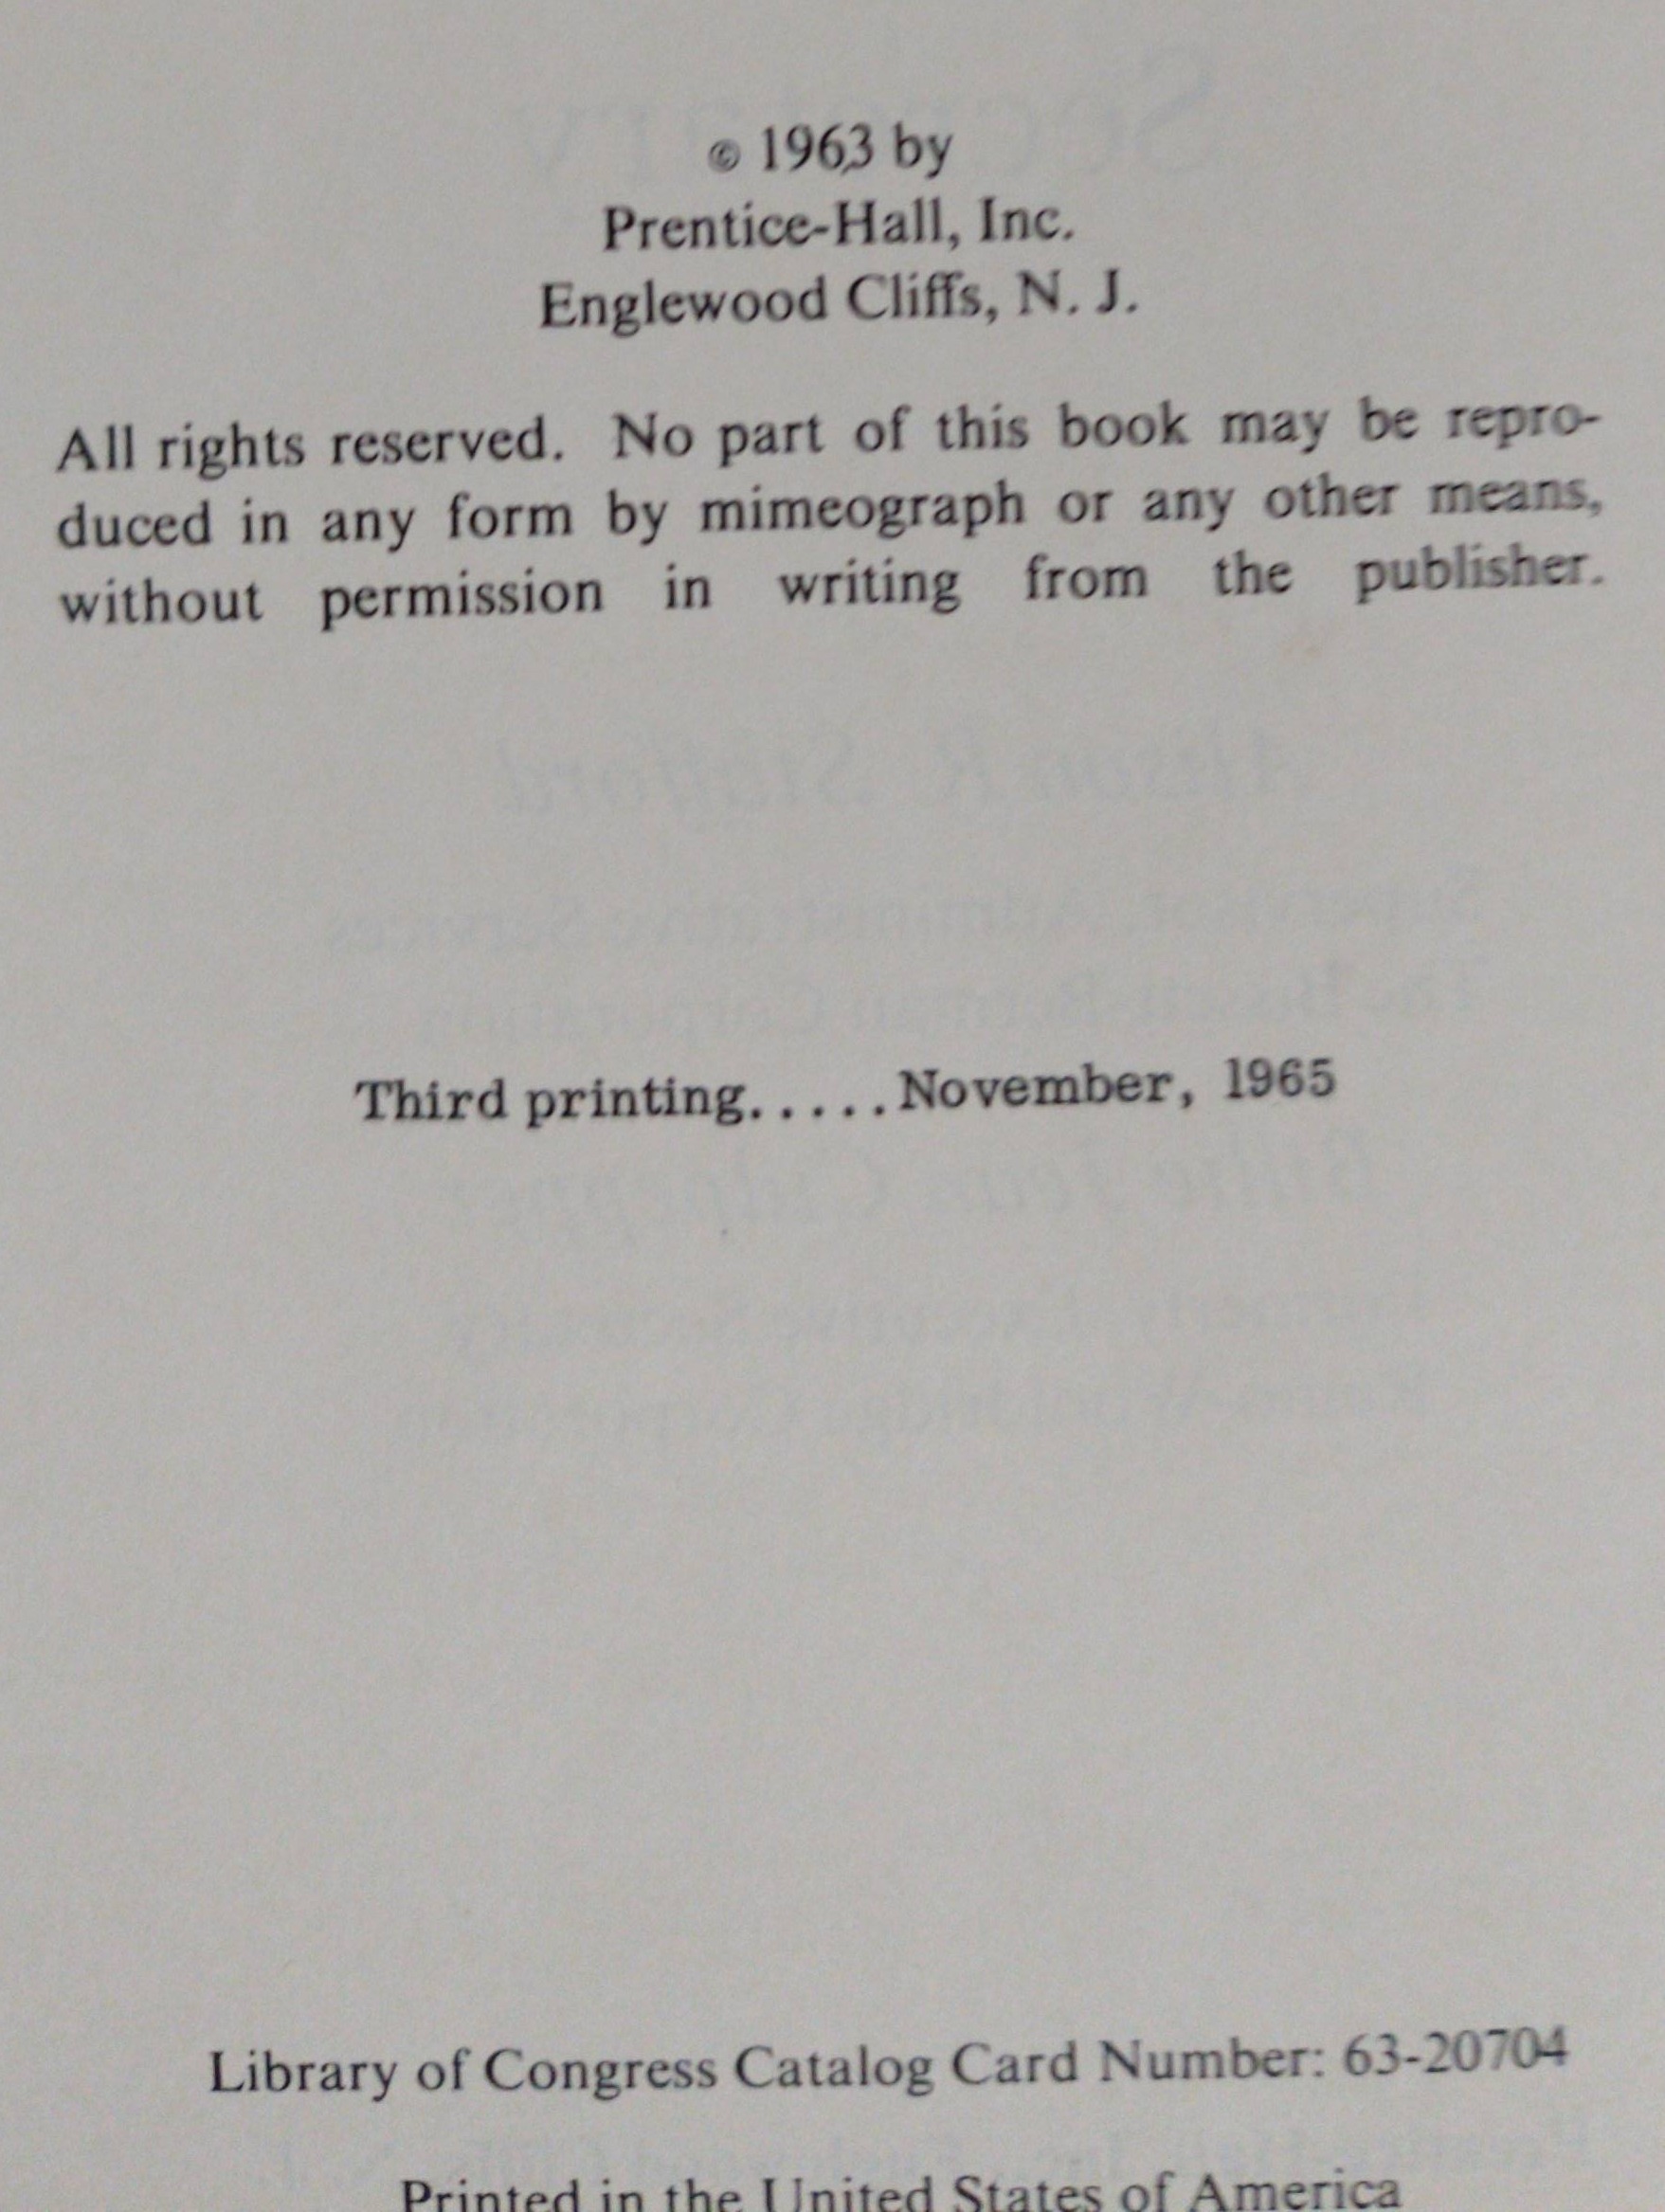 © 1963 by
Prentice-Hall, Inc.
Englewood Cliffs, N. J.
All rights reserved. No part of this book may be repro-
duced in any form by mimeograph or any other means,
without permission in writing from the publisher.
Third printing.....November, 1965
Library of Congress Catalog Card Number: 63-20704
Printed in the United States of America